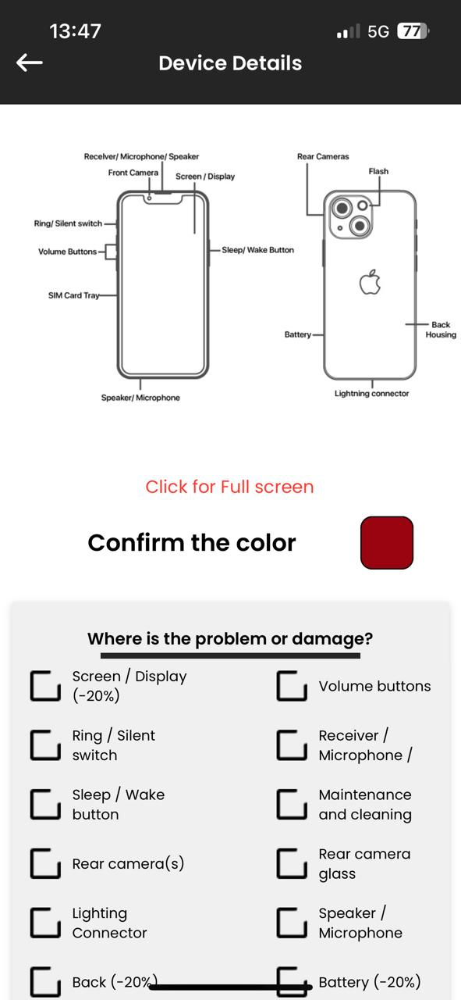 13:47
5G
77
Device Details
Receiver/ Microphone/ Speaker
Front Camera
Screen / Display
Ring/ Silent switch
Volume Buttons
Sleep/ Wake Button
SIM Card Tray
Speaker/ Microphone
Rear Cameras
Flash
Battery
Back
Housing
Lightning connector
Click for Full screen
Confirm the color
Where is the problem or damage?
Screen / Display
(-20%)
Volume buttons
Ring / Silent
switch
Receiver /
Microphone /
Sleep / Wake
button
Maintenance
and cleaning
Rear camera(s)
Rear camera
glass
Lighting
Connector
Speaker /
Microphone
Back (-20%)
Battery (-20%)